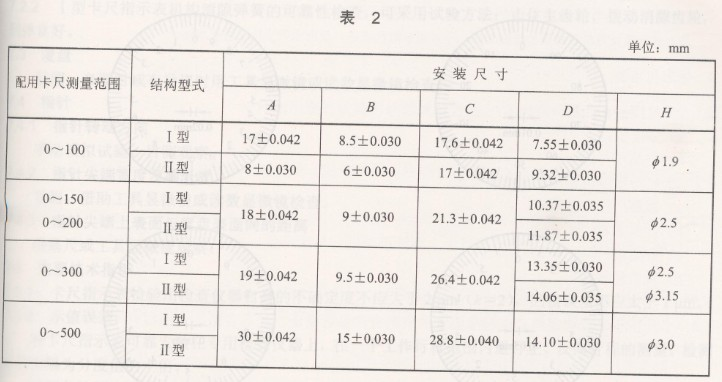 表 2
单位：mm
配用卡尺测量范围 结构型式 安装尺寸
A B C D H
0～100 Ⅰ型 17±0.042 8.5±0.030 17.6±0.042 7.55±0.030 φ1.9
Ⅱ型 8±0.030 6±0.030 17±0.042 9.32±0.030
0～150 Ⅰ型 18±0.042 9±0.030 21.3±0.042 10.37±0.035 φ2.5
0～200 Ⅱ型 11.87±0.035
0～300 Ⅰ型 19±0.042 9.5±0.030 26.4±0.042 13.35±0.030 φ2.5
Ⅱ型 14.06±0.035 φ3.15
0～500 Ⅰ型 30±0.042 15±0.030 28.8±0.040 14.10±0.030 φ3.0
Ⅱ型